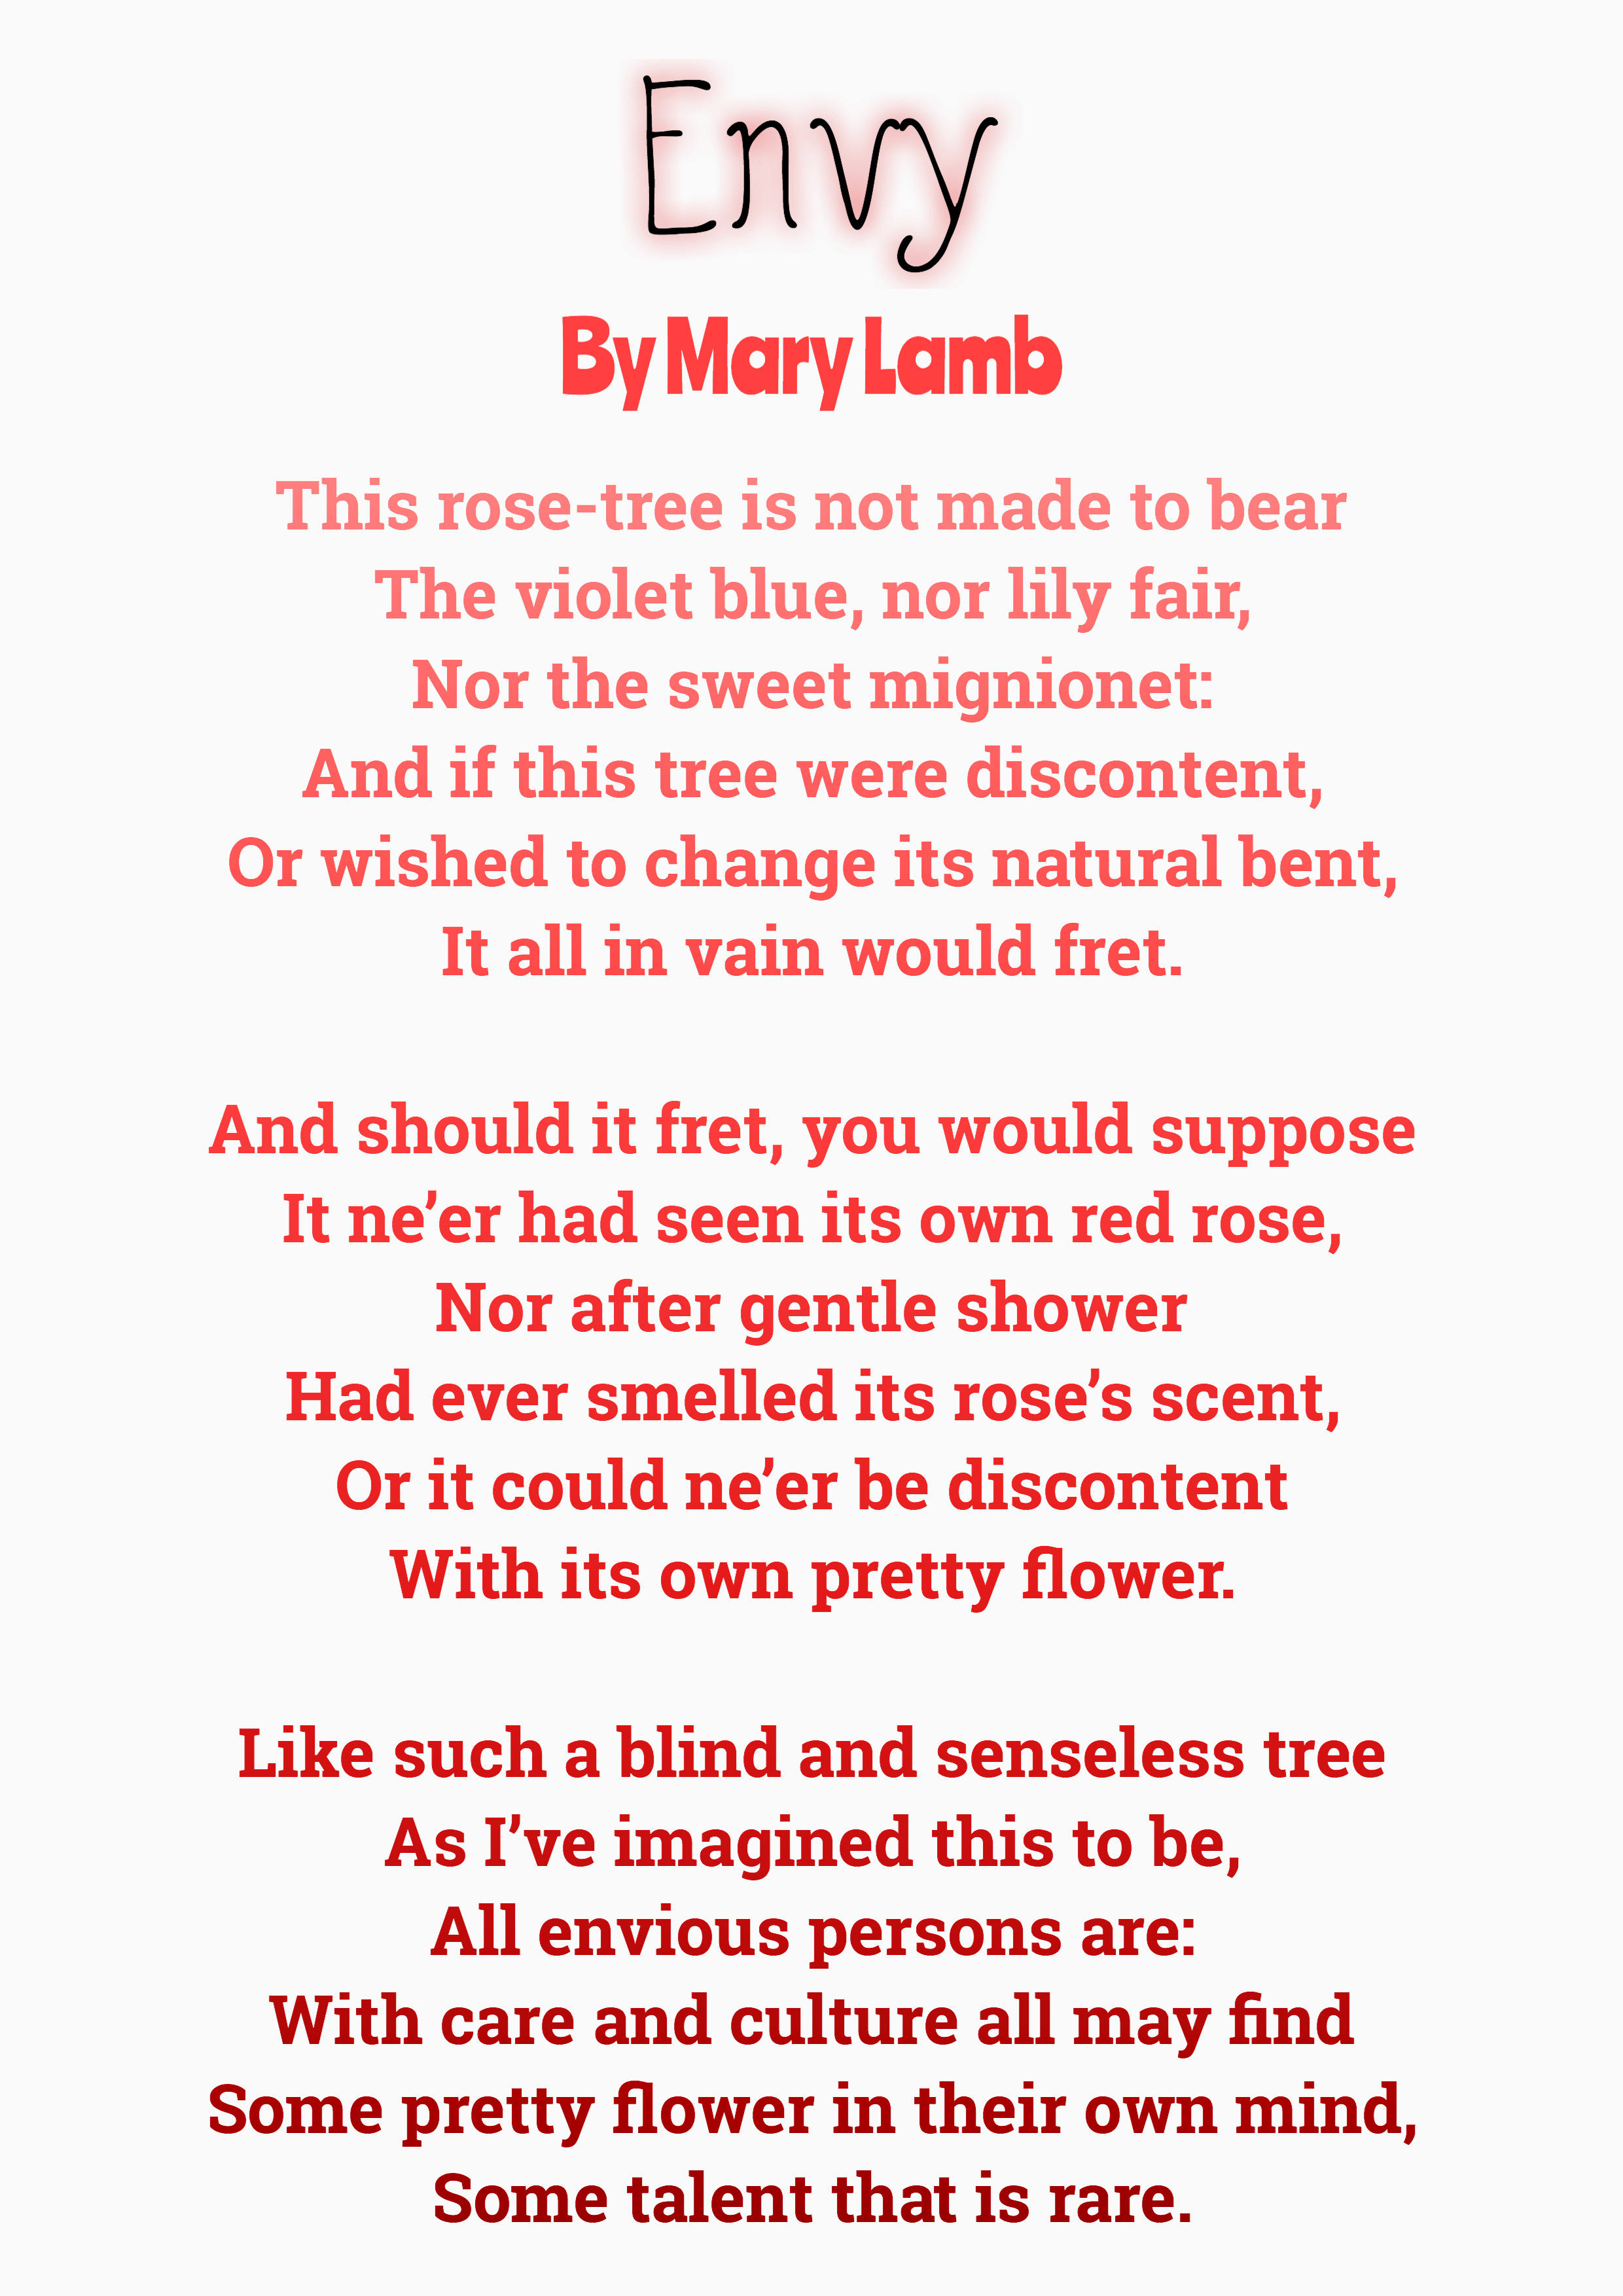 Envy
By Mary Lamb
This rose-tree is not made to bear
The violet blue, nor lily fair,
Nor the sweet mignionet:
And if this tree were discontent,
Or wished to change its natural bent,
It all in vain would fret.
And should it fret, you would suppose
It ne’er had seen its own red rose,
Nor after gentle shower
Had ever smelled its rose’s scent,
Or it could ne’er be discontent
With its own pretty flower.
Like such a blind and senseless tree
As I’ve imagined this to be,
All envious persons are:
With care and culture all may find
Some pretty flower in their own mind,
Some talent that is rare.